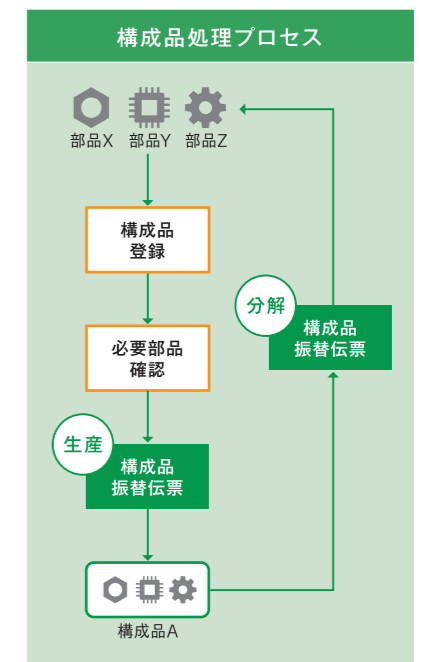 構成品処理プロセス
部品X 部品Y 部品Z
構成品
登録
分解
構成品
振替伝票
必要部品
確認
生産
構成品
振替伝票
構成品A